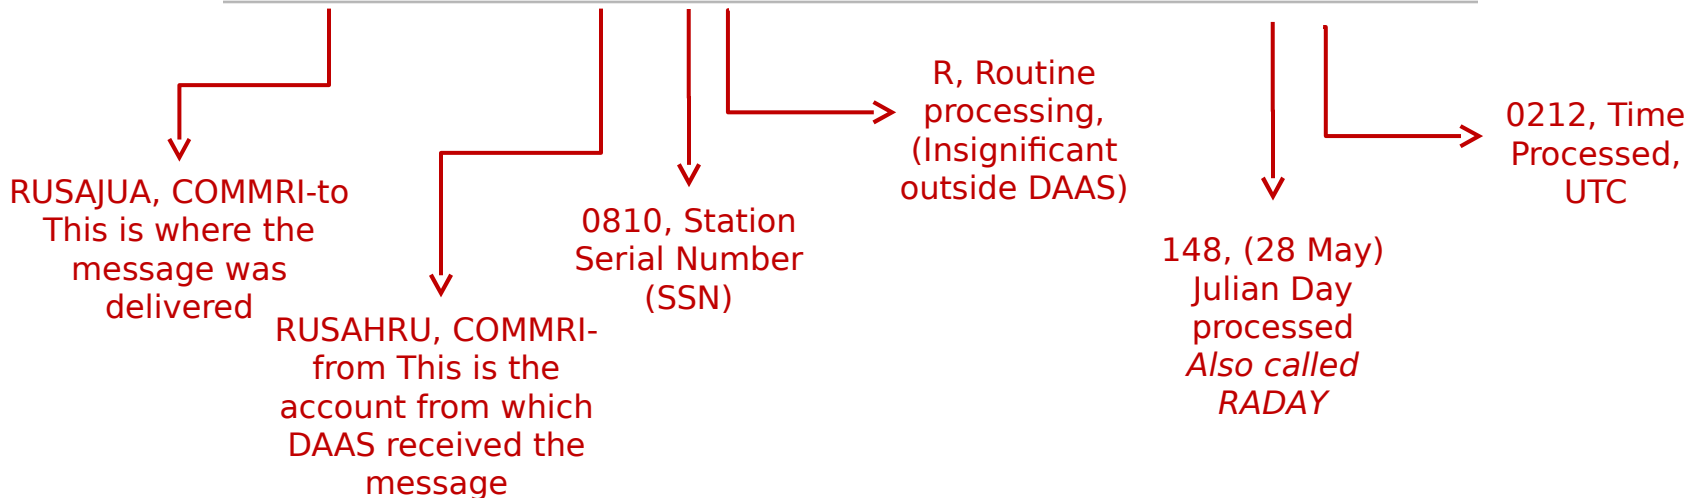 RUSAJUA, COMMRI-to
This is where the
message was
delivered
RUSAHRU, COMMRI-
from This is the
account from which
DAAS received the
message
0810, Station
Serial Number
(SSN)
R, Routine
processing,
(Insignificant
outside DAAS)
148, (28 May)
Julian Day
processed
Also called
RADAY
0212, Time
Processed,
UTC